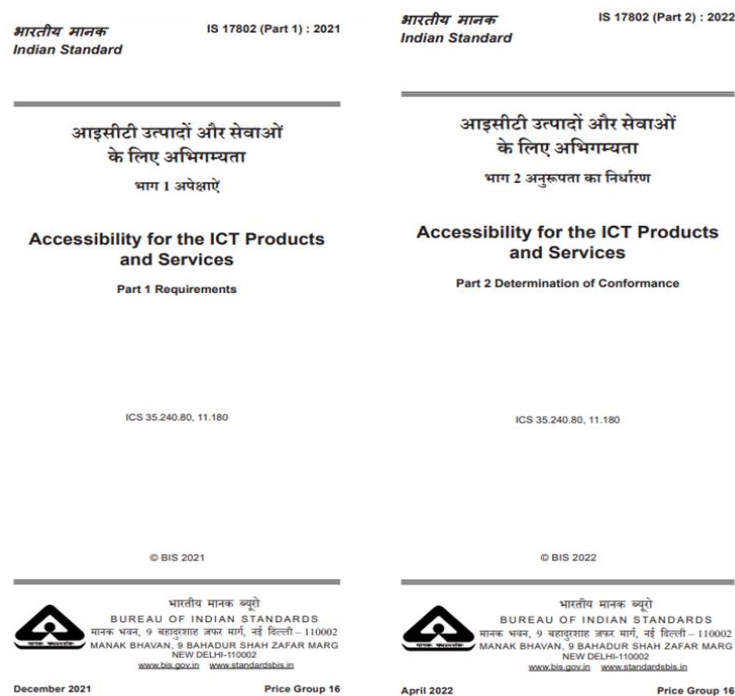 भारतीय मानक
Indian Standard
IS 17802 (Part 1) : 2021
आइसीटी उत्पादों और सेवाओं
के लिए अभिगम्यता
भाग 1 अपेक्षाऐं
Accessibility for the ICT Products
and Services
Part 1 Requirements
ICS 35.240.80, 11.180
© BIS 2021
भारतीय मानक ब्यूरो
BUREAU OF INDIAN STANDARDS
मानक भवन, 9 बहादुरशाह ज़फर मार्ग, नई दिल्ली – 110002
MANAK BHAVAN, 9 BAHADUR SHAH ZAFAR MARG
NEW DELHI-110002
www.bis.gov.in www.standardsbis.in
December 2021
Price Group 16
भारतीय मानक
Indian Standard
IS 17802 (Part 2) : 2022
आइसीटी उत्पादों और सेवाओं
के लिए अभिगम्यता
भाग 2 अनुरूपता का निर्धारण
Accessibility for the ICT Products
and Services
Part 2 Determination of Conformance
ICS 35.240.80, 11.180
© BIS 2022
भारतीय मानक ब्यूरो
BUREAU OF INDIAN STANDARDS
मानक भवन, 9 बहादुरशाह ज़फर मार्ग, नई दिल्ली – 110002
MANAK BHAVAN, 9 BAHADUR SHAH ZAFAR MARG
NEW DELHI-110002
www.bis.gov.in www.standardsbis.in
April 2022
Price Group 16